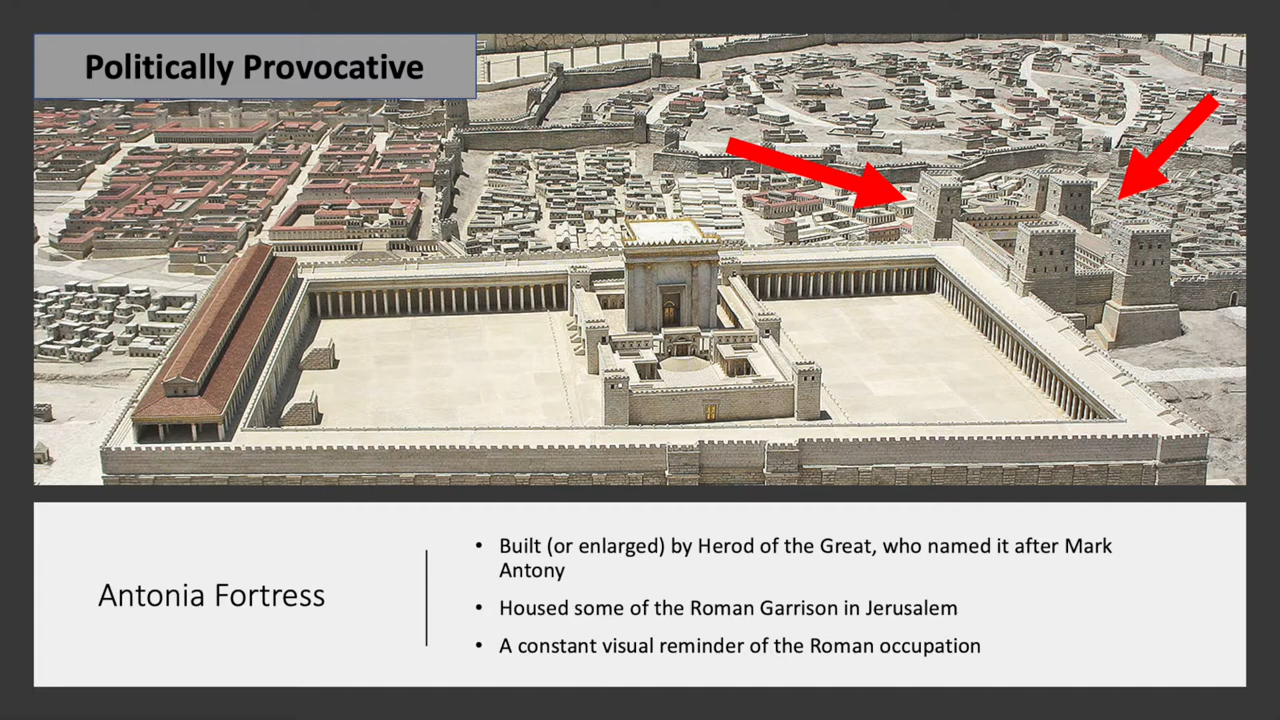 Politically Provocative
Antonia Fortress
• Built (or enlarged) by Herod of the Great, who named it after Mark
Antony
• Housed some of the Roman Garrison in Jerusalem
• A constant visual reminder of the Roman occupation